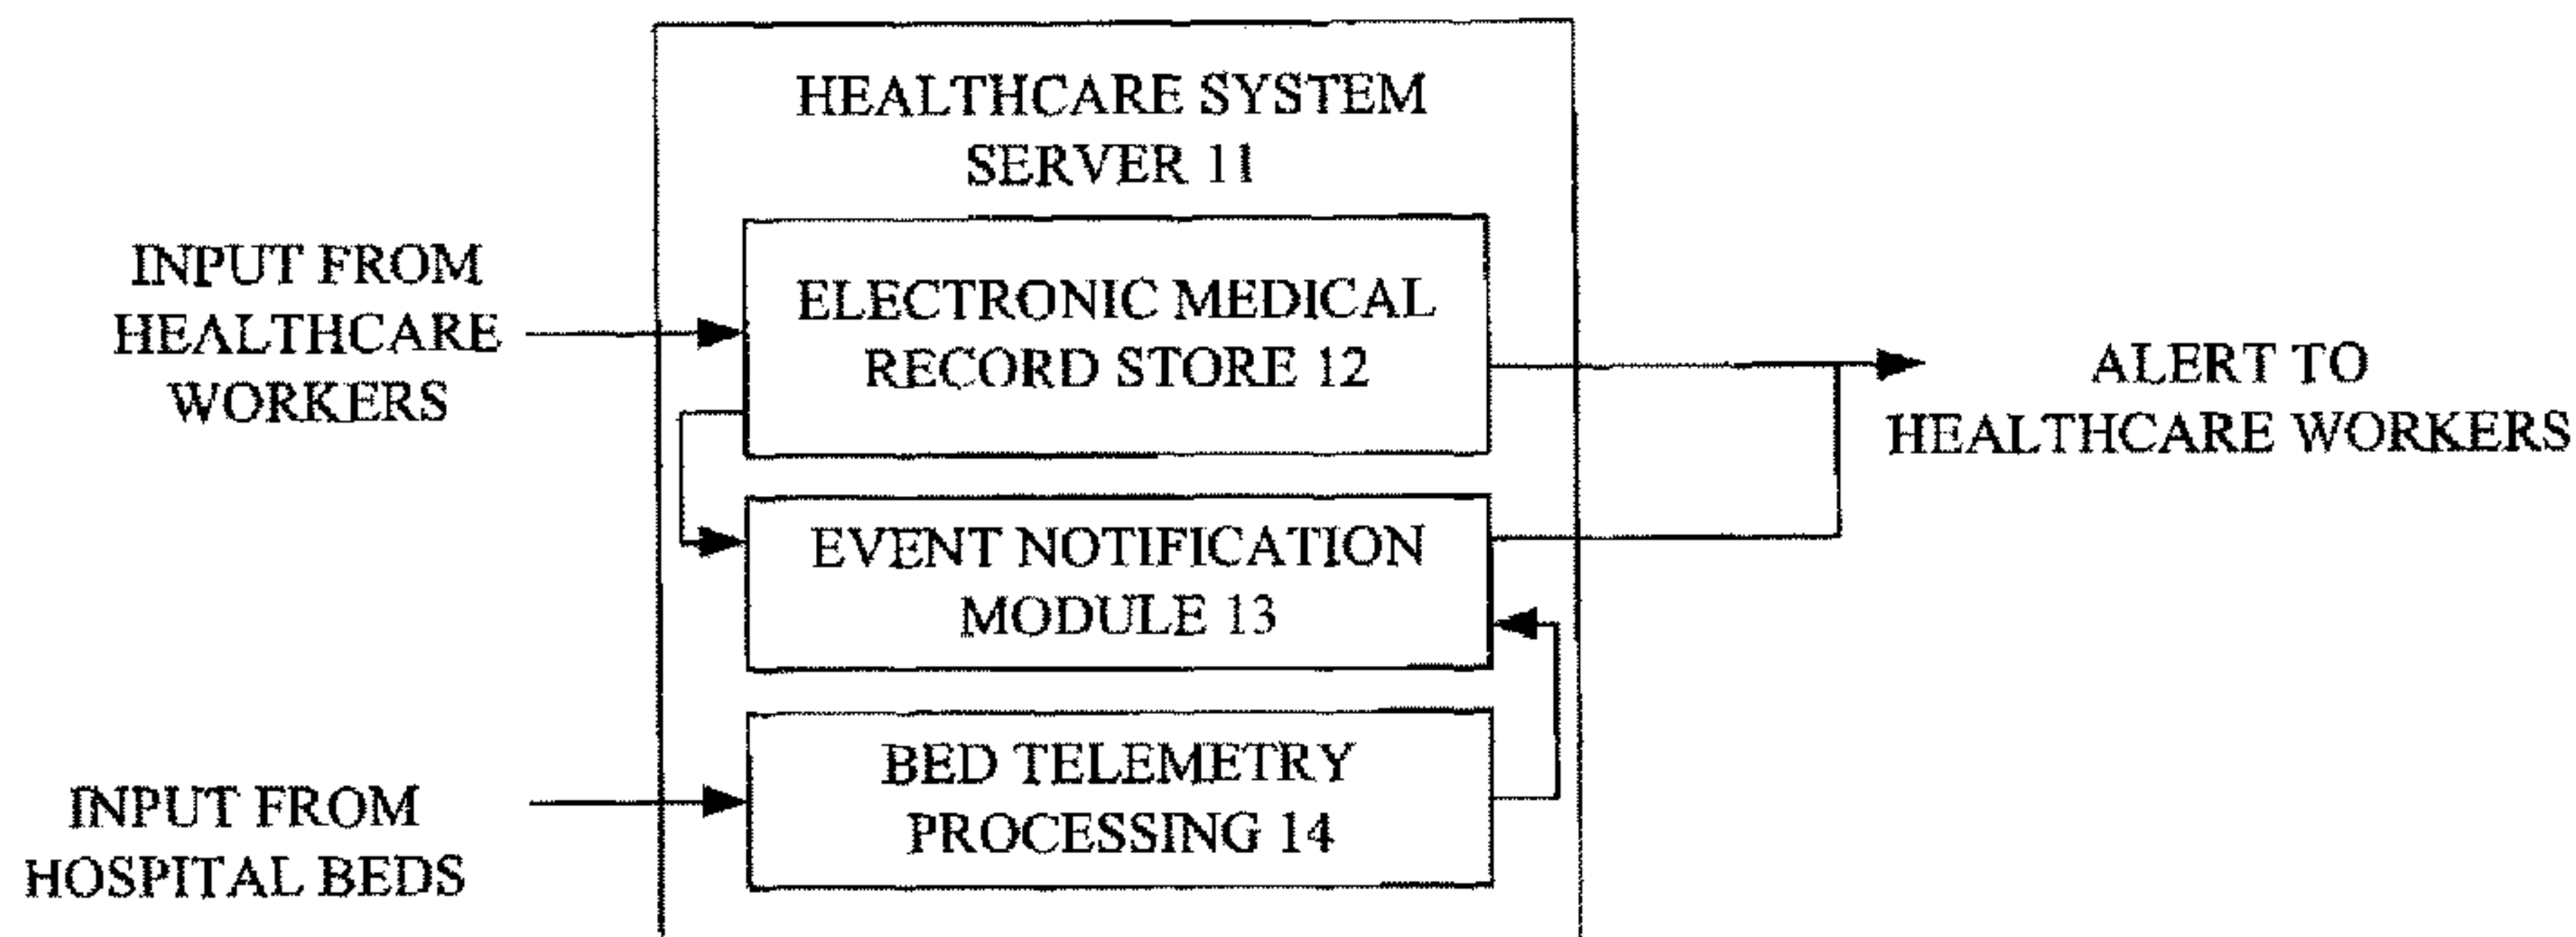 HEALTHCARE SYSTEM
SERVER 11
INPUT FROM
HEALTHCARE
WORKERS
ELECTRONIC MEDICAL
RECORD STORE 12
ALERT TO
HEALTHCARE WORKERS
EVENT NOTIFICATION
MODULE 13
BED TELEMETRY
PROCESSING 14
INPUT FROM
HOSPITAL BEDS